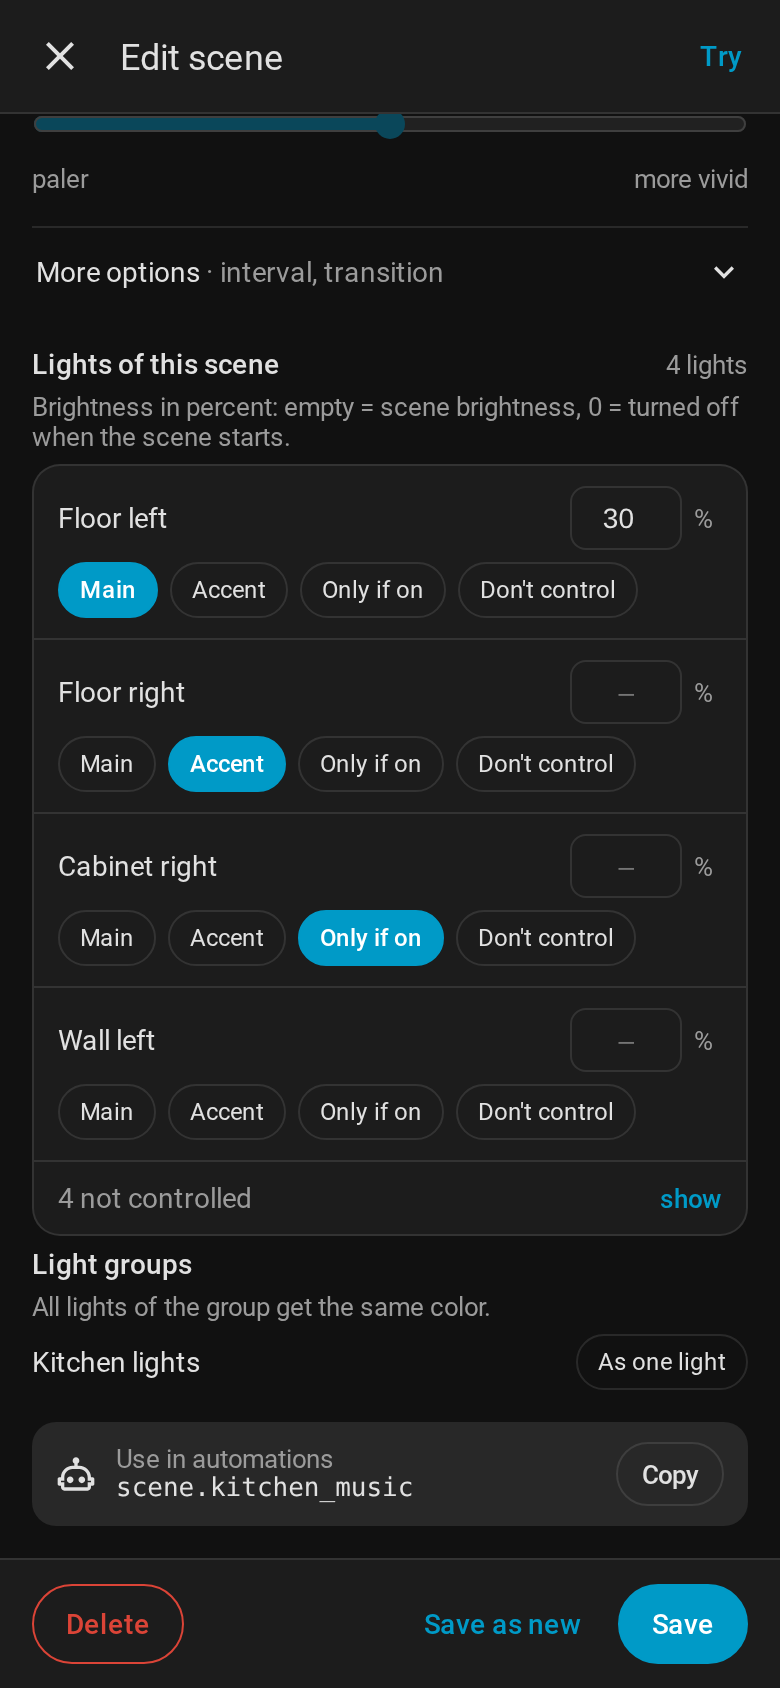 Edit scene
Try
paler
more vivid
More options · interval, transition
Lights of this scene
4 lights
Brightness in percent: empty = scene brightness, 0 = turned off
when the scene starts.
Floor left
30 %
Main Accent Only if on Don't control
Floor right
– %
Main Accent Only if on Don't control
Cabinet right
– %
Main Accent Only if on Don't control
Wall left
– %
Main Accent Only if on Don't control
4 not controlled
show
Light groups
All lights of the group get the same color.
Kitchen lights
As one light
Use in automations
scene.kitchen_music
Copy
Delete
Save as new
Save